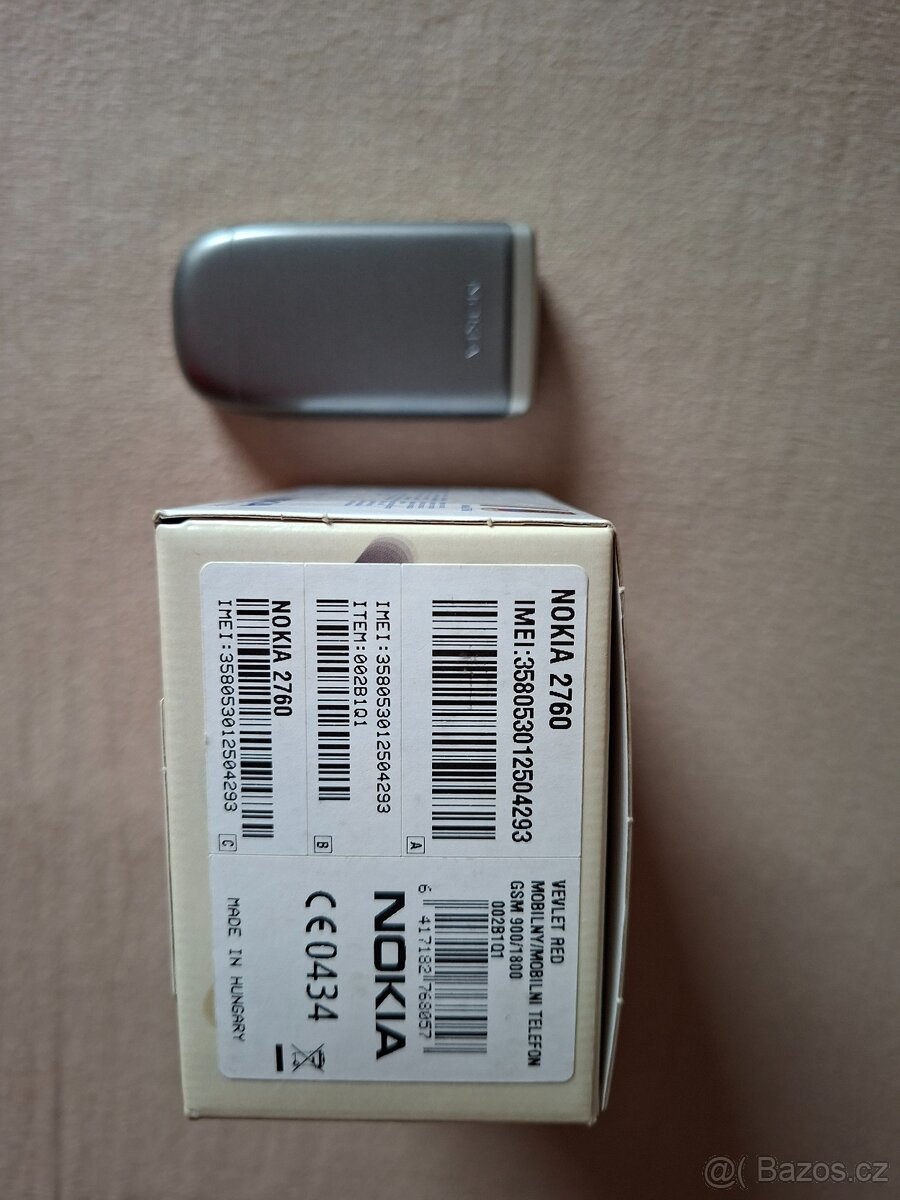 NOKIA
NOKIA 2760
IMEI:358053012504293
A
IMEI:358053012504293
ITEM:002B1Q1
B
NOKIA 2760
IMEI:358053012504293
C
VEVLET RED
MOBILNY/MOBILNI TELEFON
GSM 900/1800
002B1Q1
6 417182 768057
NOKIA
CE0434
MADE IN HUNGARY
@( Bazos.cz